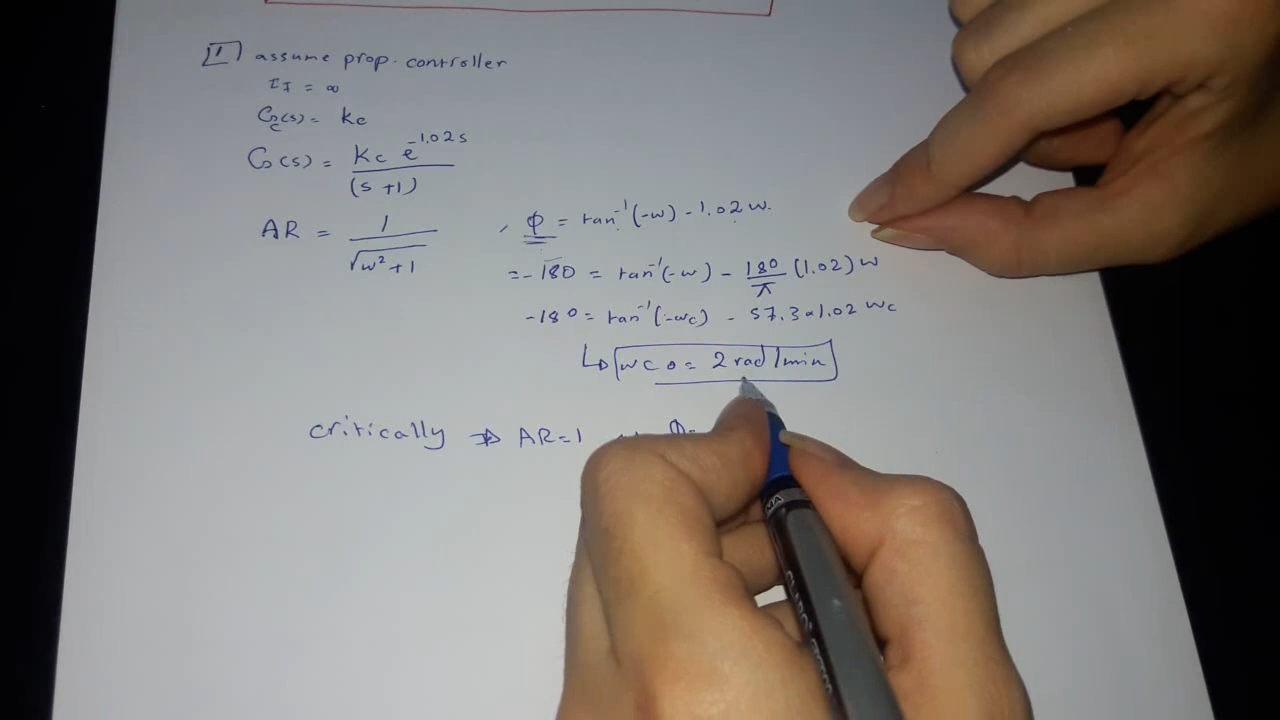 1 assume prop. controller
τI = ∞
Gc(s) = Kc
G(s) = Kc e^-1.02s / (s+1)
AR = 1 / √w²+1 , φ = tan⁻¹(-w) - 1.02 w.
= - 180 = tan⁻¹(-w) - 180/π (1.02) w
-180 = tan⁻¹(-wc) - 57.3*1.02 wc
↳ wco = 2 rad/min
critically ⇒ AR=1 φ=